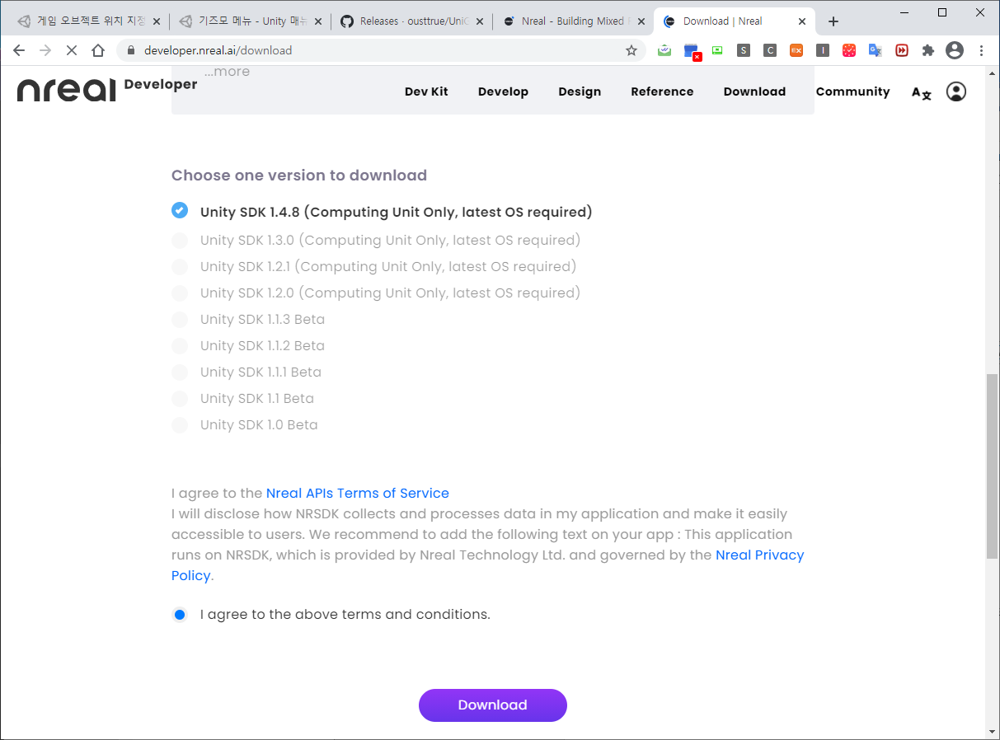 게임 오브젝트 위치 지정
기즈모 메뉴 - Unity 매뉴
Releases · ousttrue/UniG
Nreal - Building Mixed R
Download | Nreal
developer.nreal.ai/download
...more
nreal Developer
Dev Kit
Develop
Design
Reference
Download
Community
Choose one version to download
Unity SDK 1.4.8 (Computing Unit Only, latest OS required)
Unity SDK 1.3.0 (Computing Unit Only, latest OS required)
Unity SDK 1.2.1 (Computing Unit Only, latest OS required)
Unity SDK 1.2.0 (Computing Unit Only, latest OS required)
Unity SDK 1.1.3 Beta
Unity SDK 1.1.2 Beta
Unity SDK 1.1.1 Beta
Unity SDK 1.1 Beta
Unity SDK 1.0 Beta
I agree to the Nreal APIs Terms of Service
I will disclose how NRSDK collects and processes data in my application and make it easily
accessible to users. We recommend to add the following text on your app : This application
runs on NRSDK, which is provided by Nreal Technology Ltd. and governed by the Nreal Privacy
Policy.
I agree to the above terms and conditions.
Download